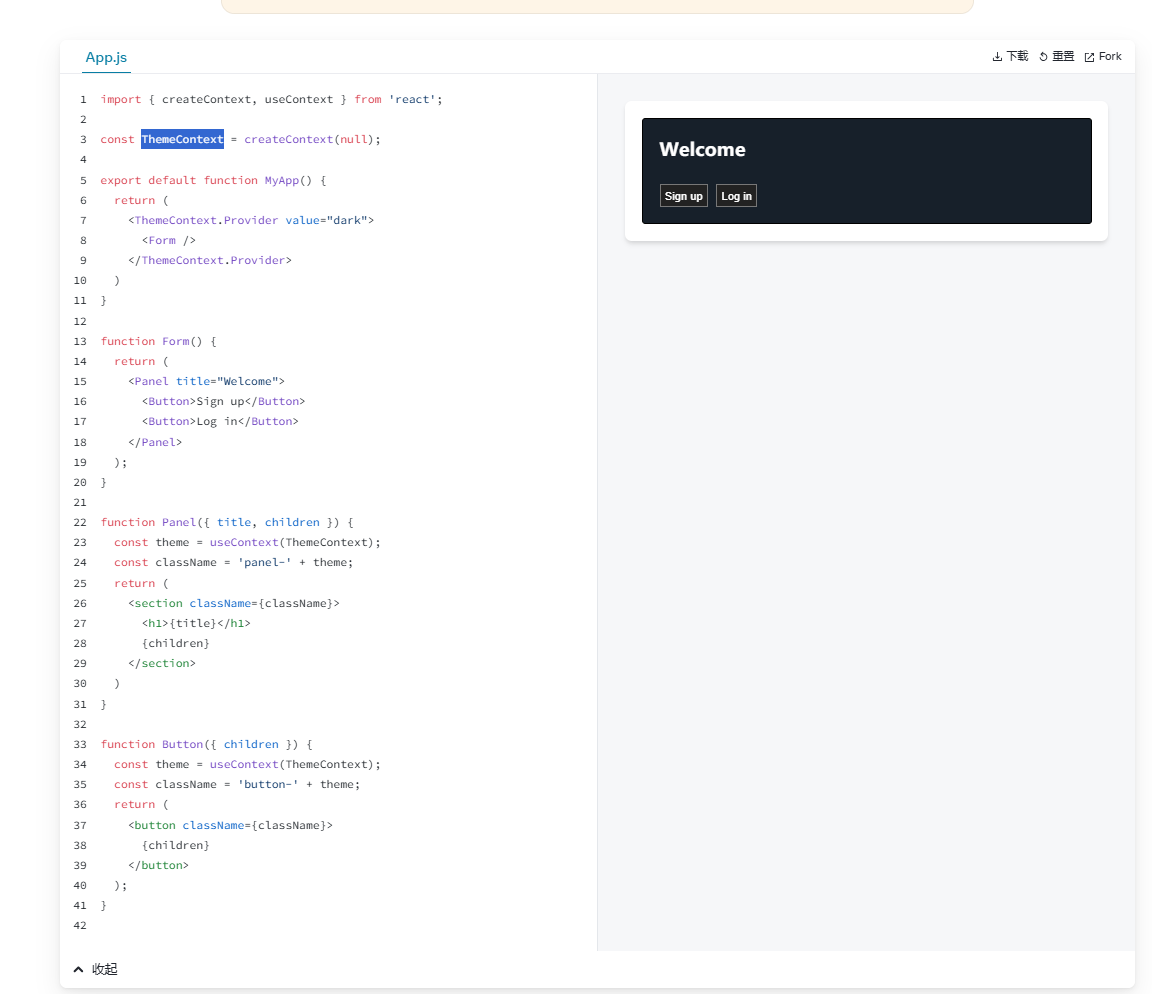 App.js
下载 重置 Fork
1 import { createContext, useContext } from 'react';
2
3 const ThemeContext = createContext(null);
4
5 export default function MyApp() {
6   return (
7     <ThemeContext.Provider value="dark">
8       <Form />
9     </ThemeContext.Provider>
10   )
11 }
12
13 function Form() {
14   return (
15     <Panel title="Welcome">
16       <Button>Sign up</Button>
17       <Button>Log in</Button>
18     </Panel>
19   );
20 }
21
22 function Panel({ title, children }) {
23   const theme = useContext(ThemeContext);
24   const className = 'panel-' + theme;
25   return (
26     <section className={className}>
27       <h1>{title}</h1>
28       {children}
29     </section>
30   )
31 }
32
33 function Button({ children }) {
34   const theme = useContext(ThemeContext);
35   const className = 'button-' + theme;
36   return (
37     <button className={className}>
38       {children}
39     </button>
40   );
41 }
42
Welcome
Sign up Log in
收起